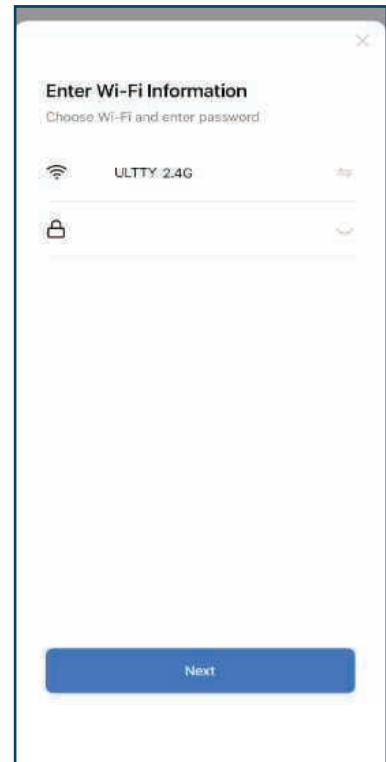 Enter Wi-Fi Information
Choose Wi-Fi and enter password
ULTTY 2.4G
Next